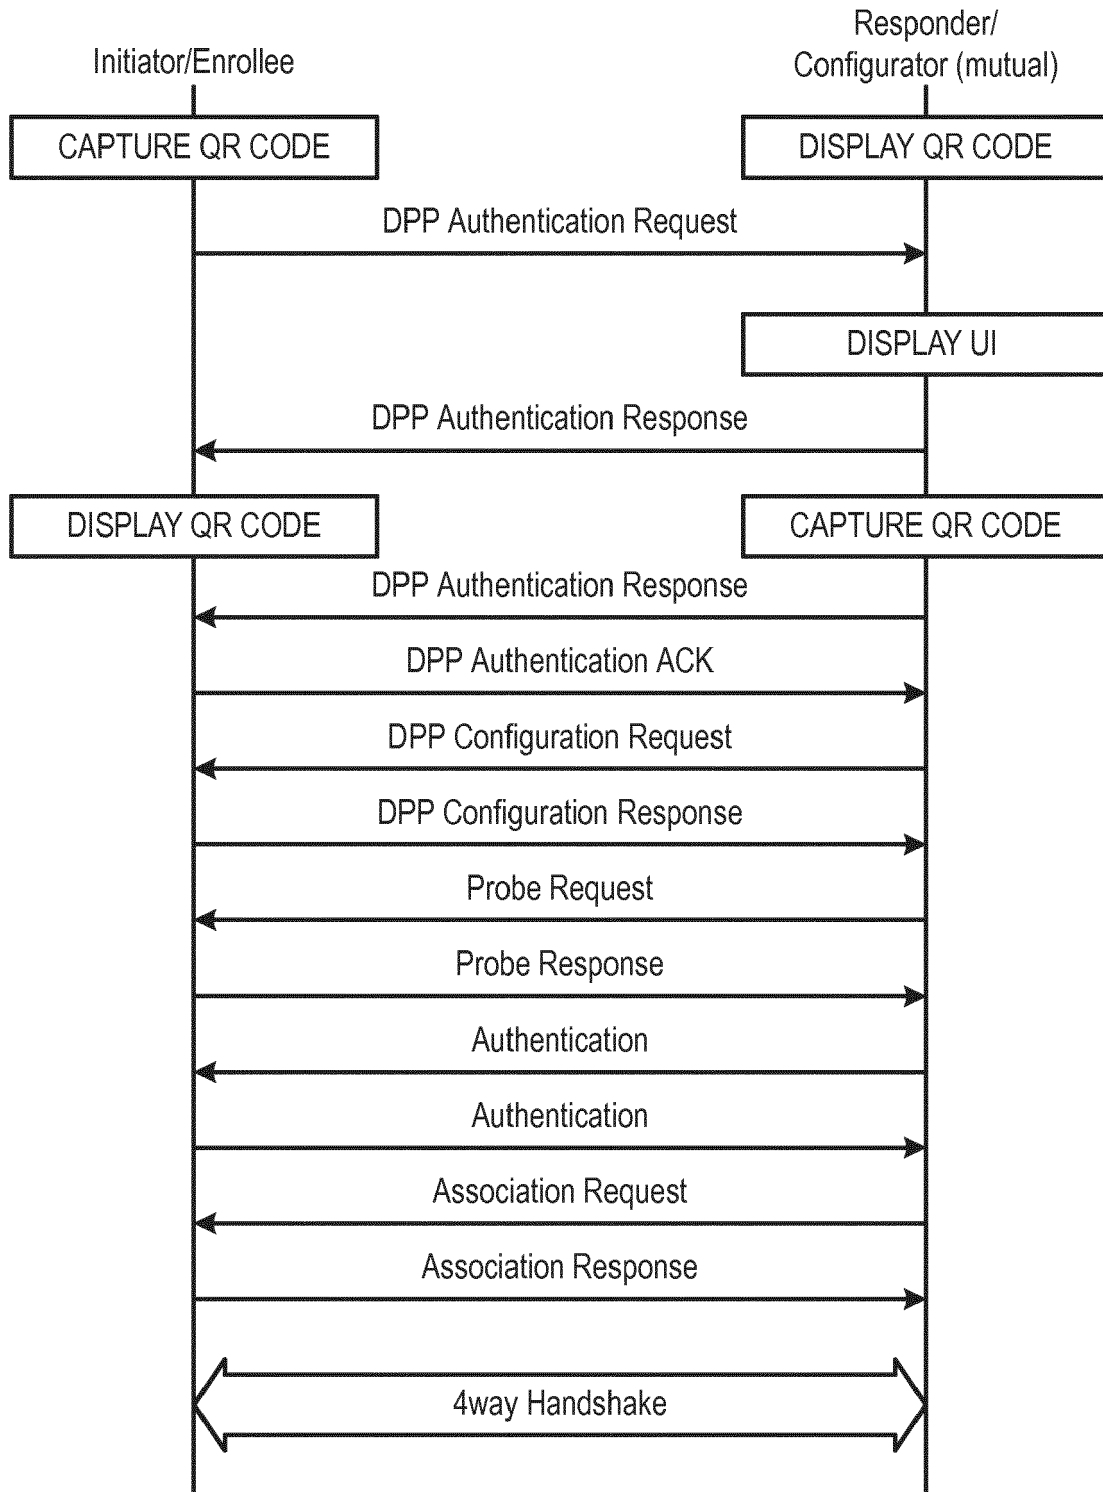 Initiator/Enrollee
Responder/
Configurator (mutual)
CAPTURE QR CODE
DISPLAY QR CODE
DPP Authentication Request
DISPLAY UI
DPP Authentication Response
DISPLAY QR CODE
CAPTURE QR CODE
DPP Authentication Response
DPP Authentication ACK
DPP Configuration Request
DPP Configuration Response
Probe Request
Probe Response
Authentication
Authentication
Association Request
Association Response
4way Handshake